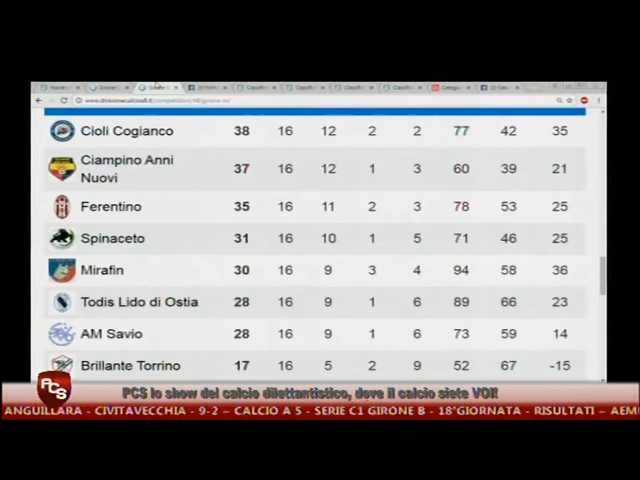 www.divisionecalcioa5.it/competizioni/
Cioli Cogianco 38 16 12 2 2 77 42 35
Ciampino Anni
Nuovi 37 16 12 1 3 60 39 21
Ferentino 35 16 11 2 3 78 53 25
Spinaceto 31 16 10 1 5 71 46 25
Mirafin 30 16 9 3 4 94 58 36
Todis Lido di Ostia 28 16 9 1 6 89 66 23
AM Savio 28 16 9 1 6 73 59 14
Brillante Torrino 17 16 5 2 9 52 67 -15
PCS
PCS lo show del calcio dilettantistico, dove il calcio siete VOI!
ANGUILLARA - CIVITAVECCHIA - 9-2 - CALCIO A 5 - SERIE C1 GIRONE B - 18°GIORNATA - RISULTATI -